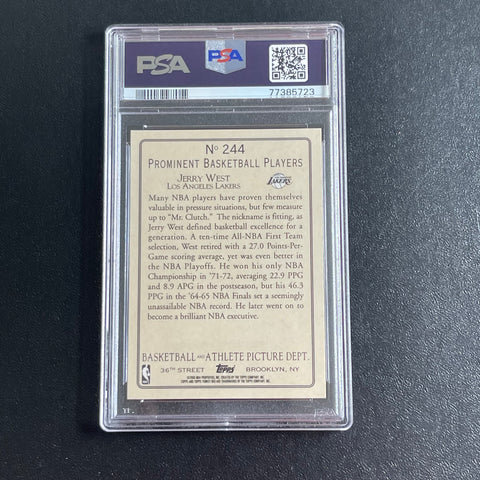 PSA
PSA
77385723
Nº 244
PROMINENT BASKETBALL PLAYERS
JERRY WEST
LOS ANGELES LAKERS
LAKERS
Many NBA players have proven themselves
valuable in pressure situations, but few measure
up to "Mr. Clutch." The nickname is fitting, as
Jerry West defined basketball excellence for a
generation. A ten-time All-NBA First Team
selection, West retired with a 27.0 Points-Per-
Game scoring average, yet was even better in
the NBA Playoffs. He won his only NBA
Championship in '71-72, averaging 22.9 PPG
and 8.9 APG in the postseason, but his 46.3
PPG in the '64-65 NBA Finals set a seemingly
unassailable NBA record. He later went on to
become a brilliant NBA executive.
BASKETBALL AND ATHLETE PICTURE DEPT.
36TH STREET Topps BROOKLYN, NY